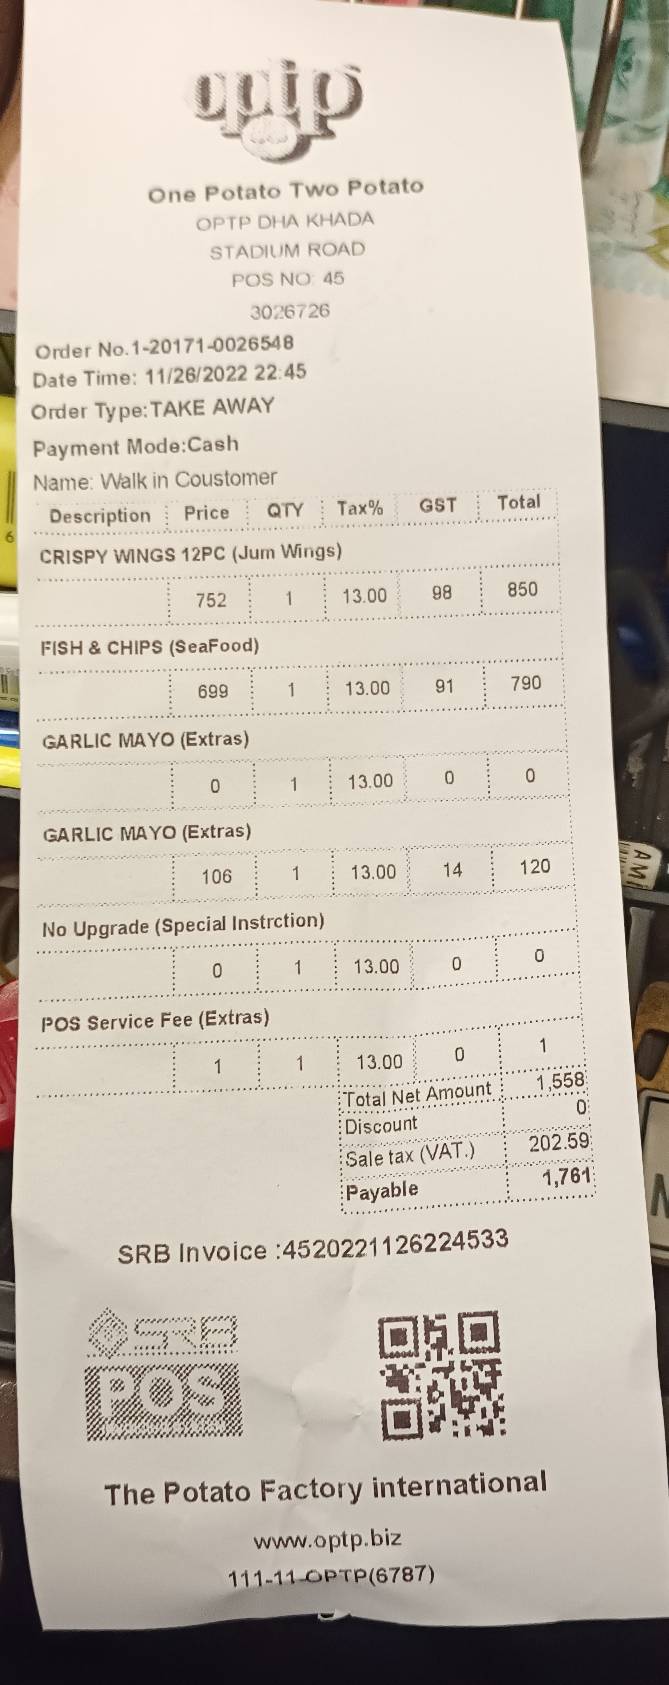 optp
One Potato Two Potato
OPTP DHA KHADA
STADIUM ROAD
POS NO: 45
3026726
Order No.1-20171-0026548
Date Time: 11/26/2022 22:45
Order Type:TAKE AWAY
Payment Mode:Cash
Name: Walk in Coustomer
Description Price QTY Tax% GST Total
CRISPY WINGS 12PC (Jum Wings)
752 1 13.00 98 850
FISH & CHIPS (SeaFood)
699 1 13.00 91 790
GARLIC MAYO (Extras)
0 1 13.00 0 0
GARLIC MAYO (Extras)
106 1 13.00 14 120
No Upgrade (Special Instrction)
0 1 13.00 0 0
POS Service Fee (Extras)
1 1 13.00 0 1
Total Net Amount 1,558
Discount 0
Sale tax (VAT.) 202.59
Payable 1,761
SRB Invoice :4520221126224533
SRB
POS
The Potato Factory international
www.optp.biz
111-11-OPTP(6787)
6
AM
N